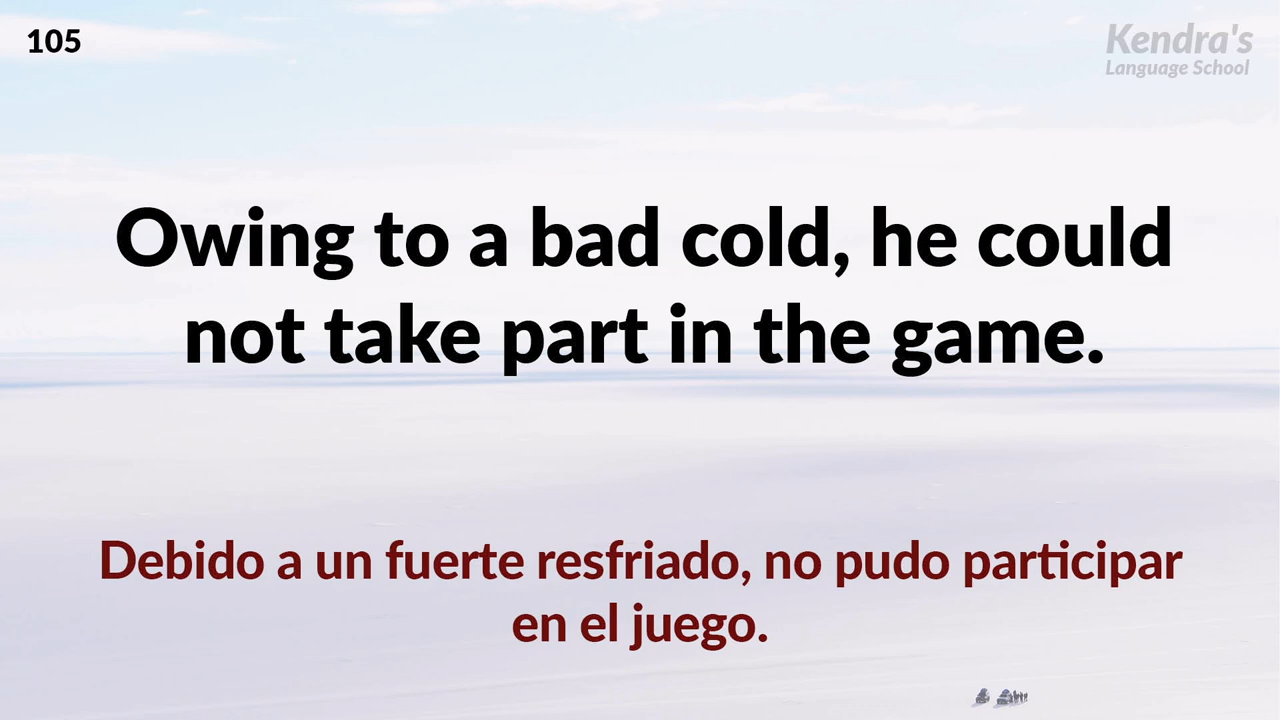 105
Kendra's
Language School
Owing to a bad cold, he could
not take part in the game.
Debido a un fuerte resfriado, no pudo participar
en el juego.